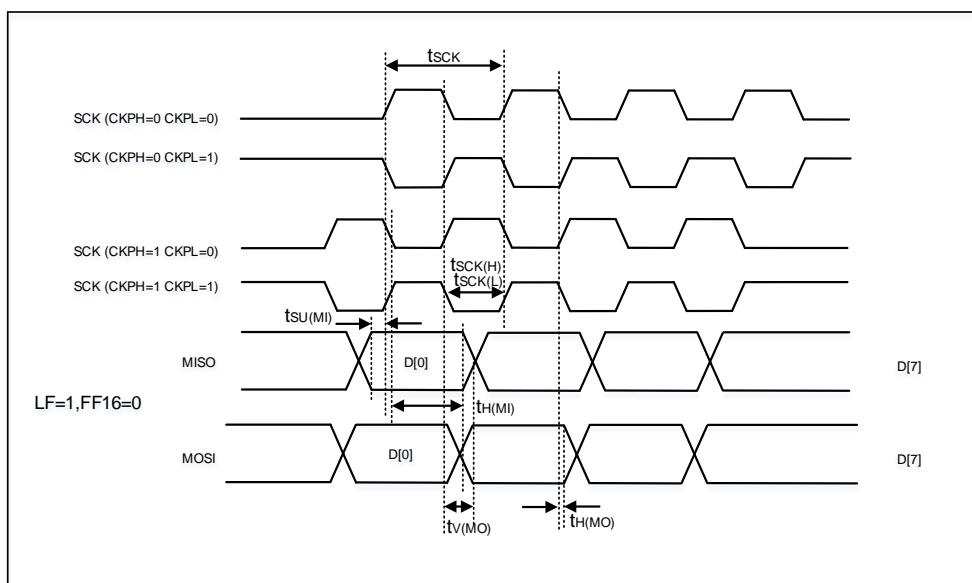 tSCK
SCK (CKPH=0 CKPL=0)
SCK (CKPH=0 CKPL=1)
SCK (CKPH=1 CKPL=0)
tSCK(H)
tSCK(L)
SCK (CKPH=1 CKPL=1)
tSU(MI)
MISO
D[0]
D[7]
LF=1,FF16=0
tH(MI)
MOSI
D[0]
D[7]
tV(MO)
tH(MO)